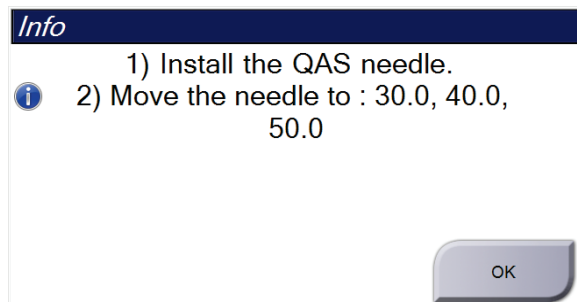 Info
1) Install the QAS needle.
2) Move the needle to : 30.0, 40.0,
50.0
OK